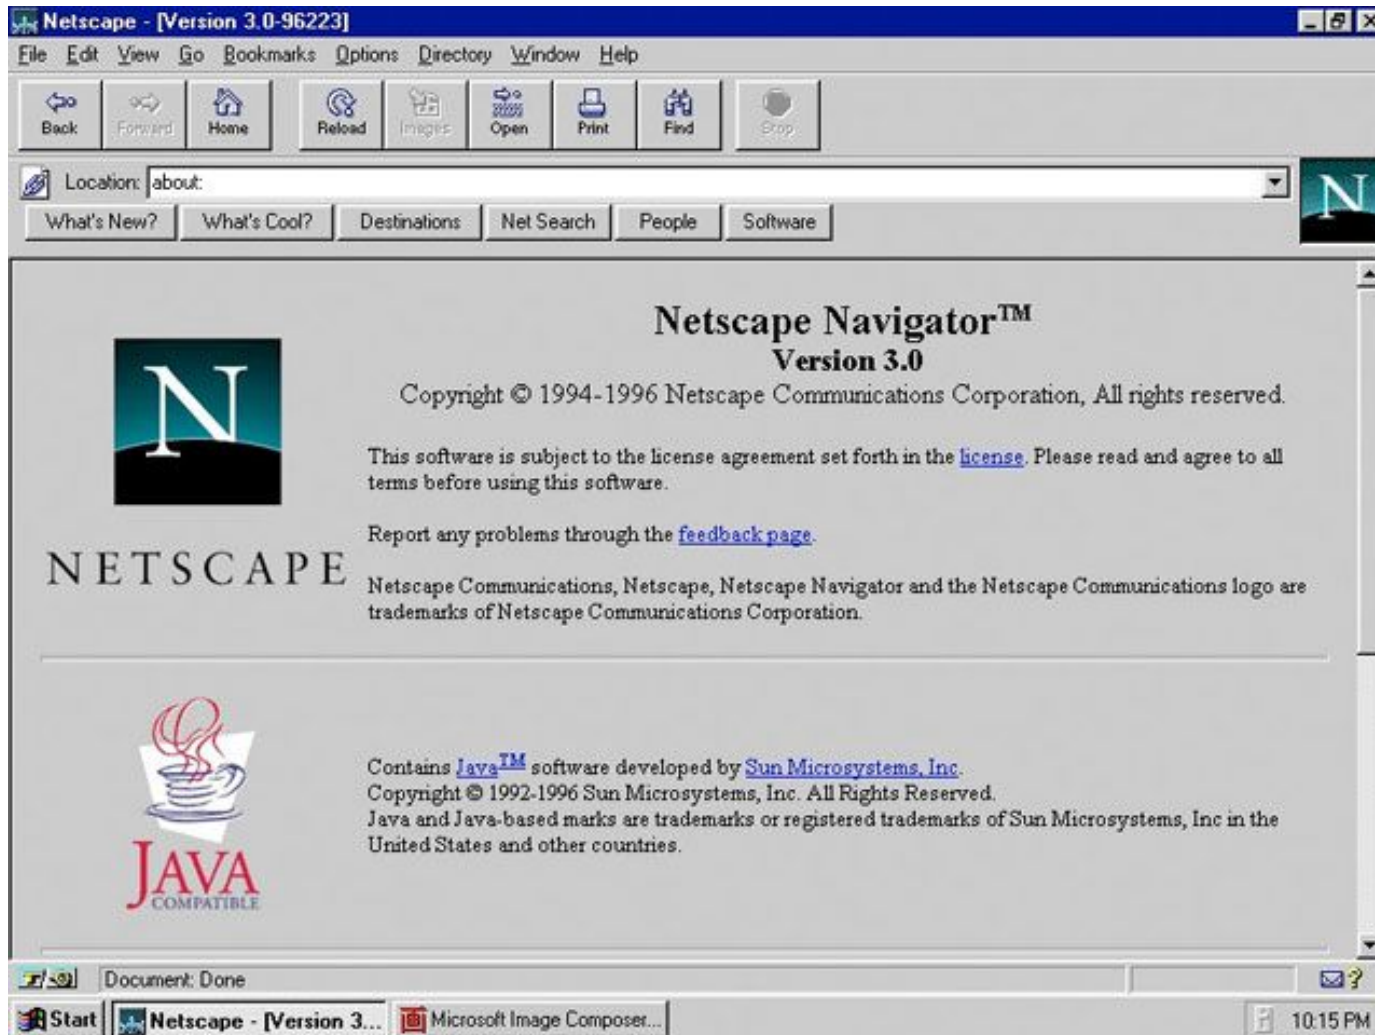 Netscape - [Version 3.0-96223]
File Edit View Go Bookmarks Options Directory Window Help
Back Forward Home Reload Images Open Print Find Stop
Location: about:
N
What's New? What's Cool? Destinations Net Search People Software
Netscape Navigator™
Version 3.0
Copyright © 1994-1996 Netscape Communications Corporation, All rights reserved.
N
NETSCAPE
This software is subject to the license agreement set forth in the license. Please read and agree to all
terms before using this software.
Report any problems through the feedback page.
Netscape Communications, Netscape, Netscape Navigator and the Netscape Communications logo are
trademarks of Netscape Communications Corporation.
JAVA
COMPATIBLE
Contains Java™ software developed by Sun Microsystems, Inc.
Copyright © 1992-1996 Sun Microsystems, Inc. All Rights Reserved.
Java and Java-based marks are trademarks or registered trademarks of Sun Microsystems, Inc in the
United States and other countries.
Document: Done
Start Netscape - [Version 3... Microsoft Image Composer... 10:15 PM